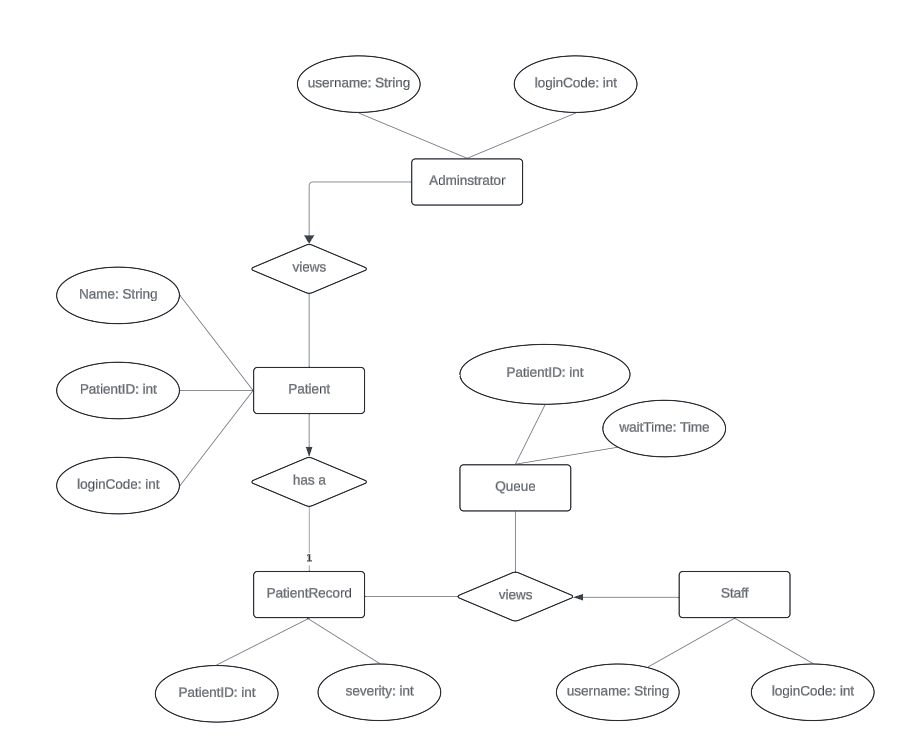 username: String
loginCode: int
Adminstrator
views
Name: String
PatientID: int
waitTime: Time
PatientID: int
Patient
loginCode: int
has a
Queue
1
PatientRecord
views
Staff
PatientID: int
severity: int
username: String
loginCode: int